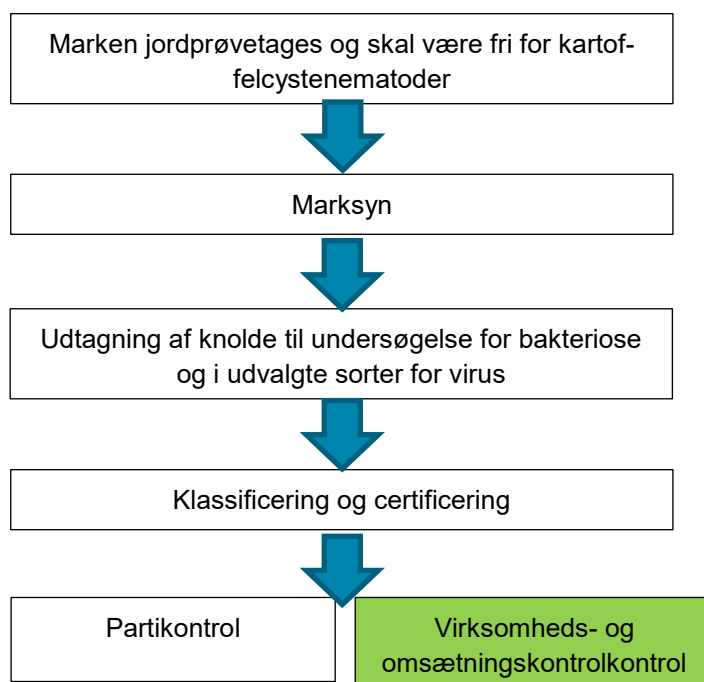 Marken jordprøvetages og skal være fri for kartof-
felcystenematoder
Marksyn
Udtagning af knolde til undersøgelse for bakteriose
og i udvalgte sorter for virus
Klassificering og certificering
Partikontrol
Virksomheds- og
omsætningskontrolkontrol